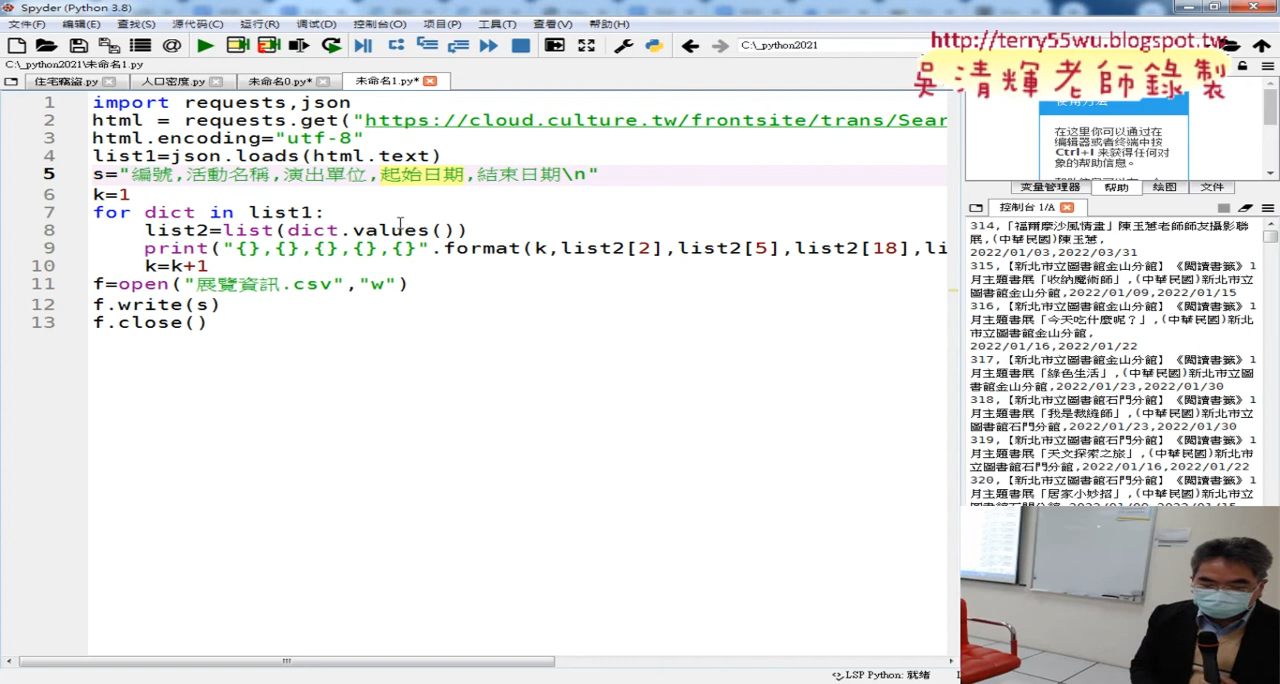 Spyder (Python 3.8)
文件(F) 编辑(E) 查找(S) 源代码(C) 运行(R) 调试(D) 控制台(O) 项目(P) 工具(T) 查看(V) 帮助(H)
C:\_python2021
http://terry55wu.blogspot.tw
吳清輝老師錄製
C:\_python2021\未命名1.py
住宅竊盜.py 人口密度.py 未命名0.py* 未命名1.py*
1 import requests,json
2 html = requests.get("https://cloud.culture.tw/frontsite/trans/Sear
3 html.encoding="utf-8"
4 list1=json.loads(html.text)
5 s="編號,活動名稱,演出單位,起始日期,結束日期\n"
6 k=1
7 for dict in list1:
8 list2=list(dict.values())
9 print("{},{},{},{},{}".format(k,list2[2],list2[5],list2[18],li
10 k=k+1
11 f=open("展覽資訊.csv","w")
12 f.write(s)
13 f.close()
使用方法
在这里你可以通过在
编辑器或者终端中按
Ctrl+I 来获得任何对
象的帮助信息。
变量管理器 帮助 绘图 文件
控制台 1/A
314,「福爾摩沙風情畫」陳玉慧老師師友攝影聯
展,(中華民國)陳玉慧,
2022/01/03,2022/03/31
315,【新北市立圖書館金山分館】《閱讀書籤》1
月主題書展「收納魔術師」,(中華民國)新北市立
圖書館金山分館,2022/01/09,2022/01/15
316,【新北市立圖書館金山分館】《閱讀書籤》1
月主題書展「今天吃什麼呢？」,(中華民國)新北
市立圖書館金山分館,
2022/01/16,2022/01/22
317,【新北市立圖書館金山分館】《閱讀書籤》1
月主題書展「綠色生活」,(中華民國)新北市立圖
書館金山分館,2022/01/23,2022/01/30
318,【新北市立圖書館石門分館】《閱讀書籤》1
月主題書展「我是裁縫師」,(中華民國)新北市立
圖書館石門分館,2022/01/23,2022/01/30
319,【新北市立圖書館石門分館】《閱讀書籤》1
月主題書展「天文探索之旅」,(中華民國)新北市
立圖書館石門分館,2022/01/16,2022/01/22
320,【新北市立圖書館石門分館】《閱讀書籤》1
月主題書展「居家小妙招」,(中華民國)新北市立
LSP Python: 就绪